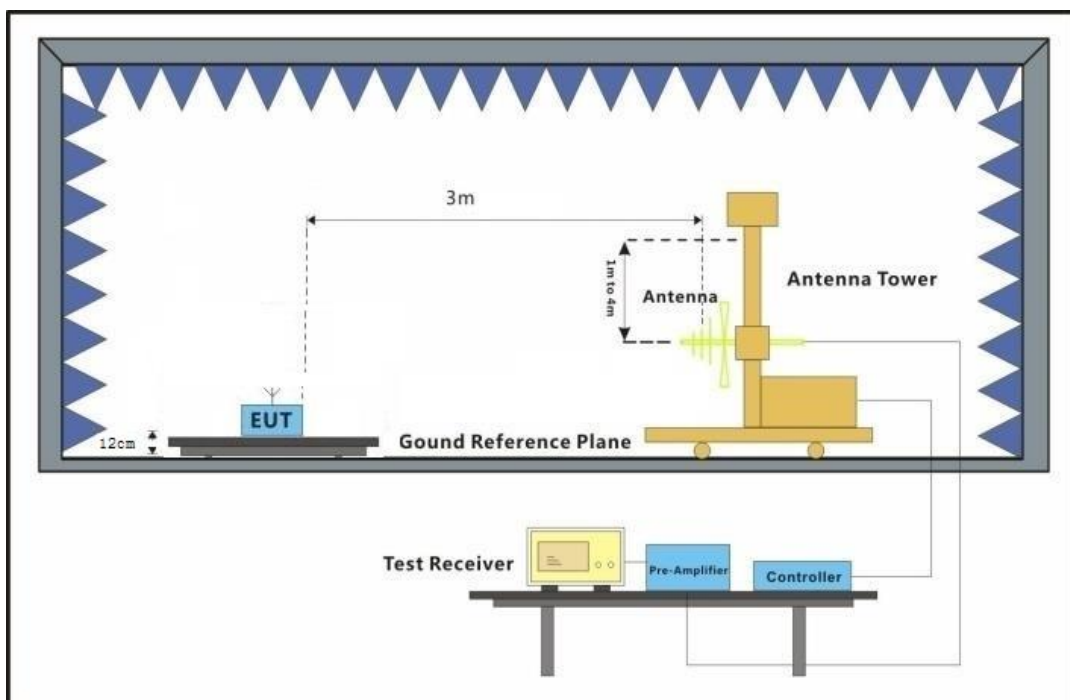 3m
1m to 4m
Antenna
Antenna Tower
EUT
12cm
Gound Reference Plane
Test Receiver
Pre-Amplifier
Controller